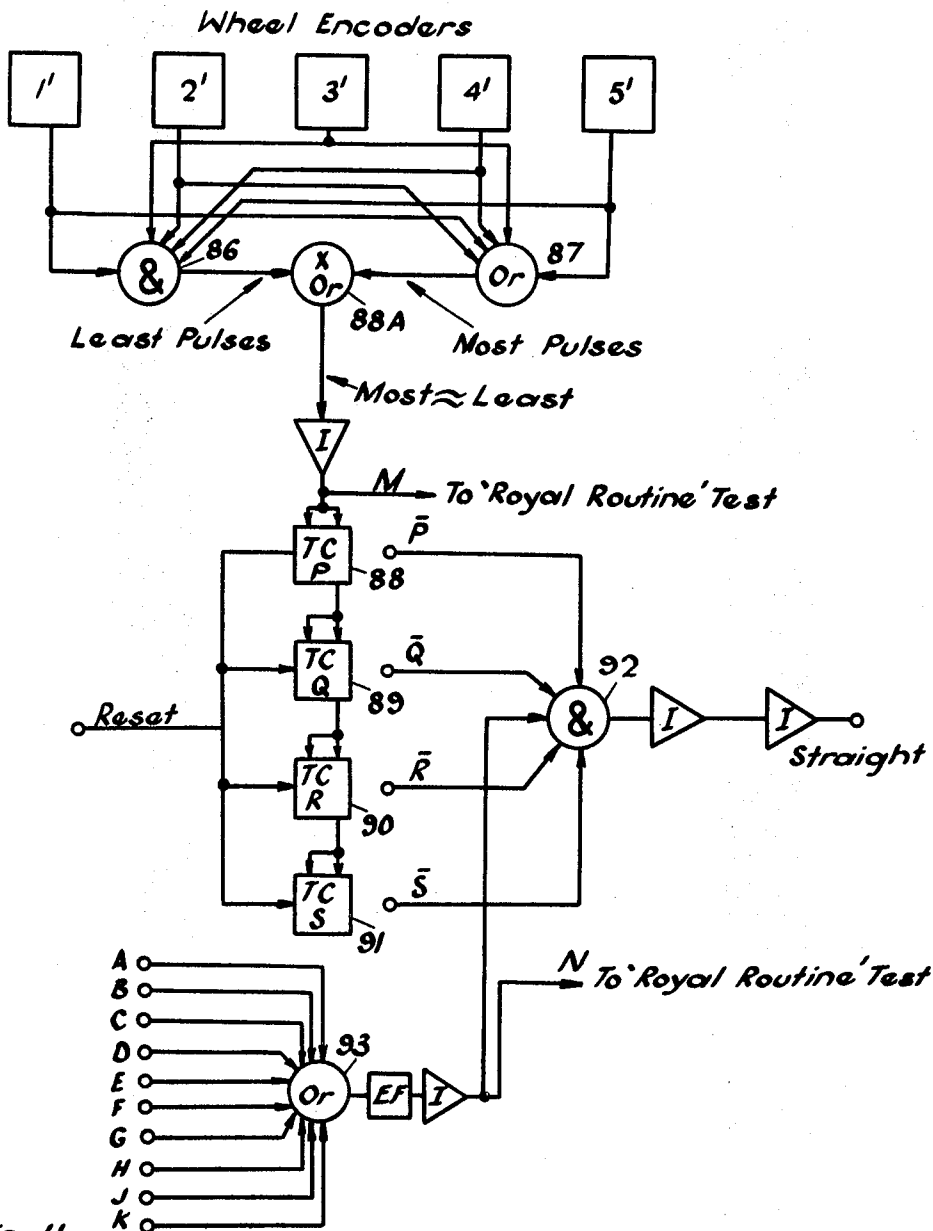 Wheel Encoders
1' 2' 3' 4' 5'
& 86 X Or 88A Or 87
Least Pulses
Most Pulses
Most≈Least
I
M To 'Royal Routine' Test
TC P 88 P̄
TC Q 89 Q̄
92
& I I
Reset
Straight
TC R 90 R̄
TC S 91 S̄
N To 'Royal Routine' Test
A
B
C
D
E
F
G
H
J
K
93
Or EF I